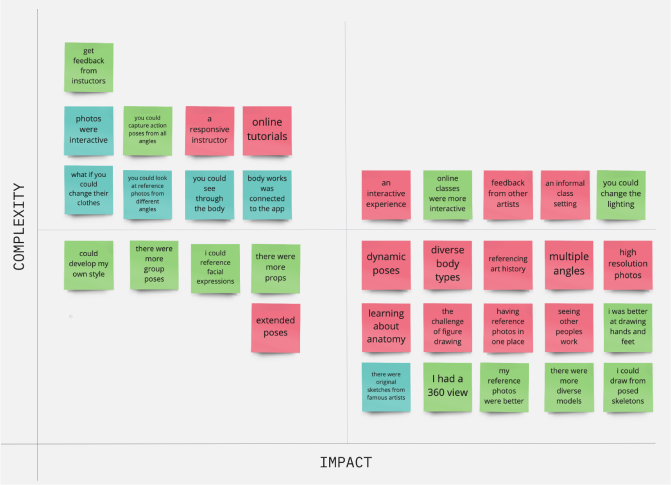 get
feedback
from
instuctors
photos
were
interactive
you could
capture action
poses from all
angles
a
responsive
instructor
online
tutorials
what if you
could
change their
clothes
you could look
at reference
photos from
different
angles
you could
see
through
the body
body works
was
connected
to the app
an
interactive
experience
online
classes
were more
interactive
feedback
from other
artists
an informal
class
setting
you could
change the
lighting
COMPLEXITY
could
develop my
own style
there were
more
group
poses
i could
reference
facial
expressions
there were
more
props
extended
poses
dynamic
poses
diverse
body
types
referencing
art history
multiple
angles
high
resolution
photos
learning
about
anatomy
the
challenge
of figure
drawing
having
reference
photos in
one place
seeing
other
peoples
work
i was better
at drawing
hands and
feet
there were
original
sketches from
famous artists
I had a
360 view
my
reference
photos
were better
there were
more
diverse
models
i could
draw from
posed
skeletons
IMPACT